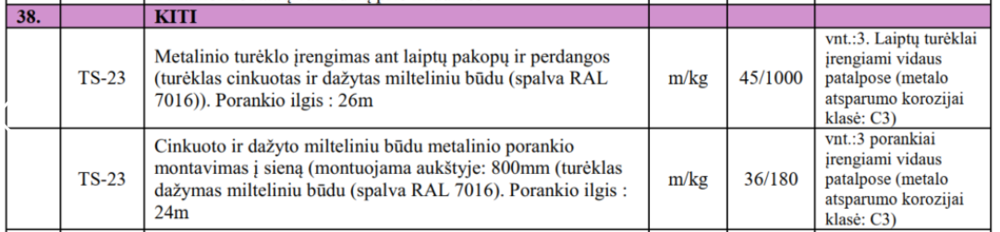 38. KITI
TS-23
Metalinio turėklo įrengimas ant laiptų pakopų ir perdangos
(turėklas cinkuotas ir dažytas milteliniu būdu (spalva RAL
7016)). Porankio ilgis : 26m
m/kg
45/1000
vnt.:3. Laiptų turėklai
įrengiami vidaus
patalpose (metalo
atsparumo korozijai
klasė: C3)
TS-23
Cinkuoto ir dažyto milteliniu būdu metalinio porankio
montavimas į sieną (montuojama aukštyje: 800mm (turėklas
dažymas milteliniu būdu (spalva RAL 7016). Porankio ilgis :
24m
m/kg
36/180
vnt.:3 porankiai
įrengiami vidaus
patalpose (metalo
atsparumo korozijai
klasė: C3)